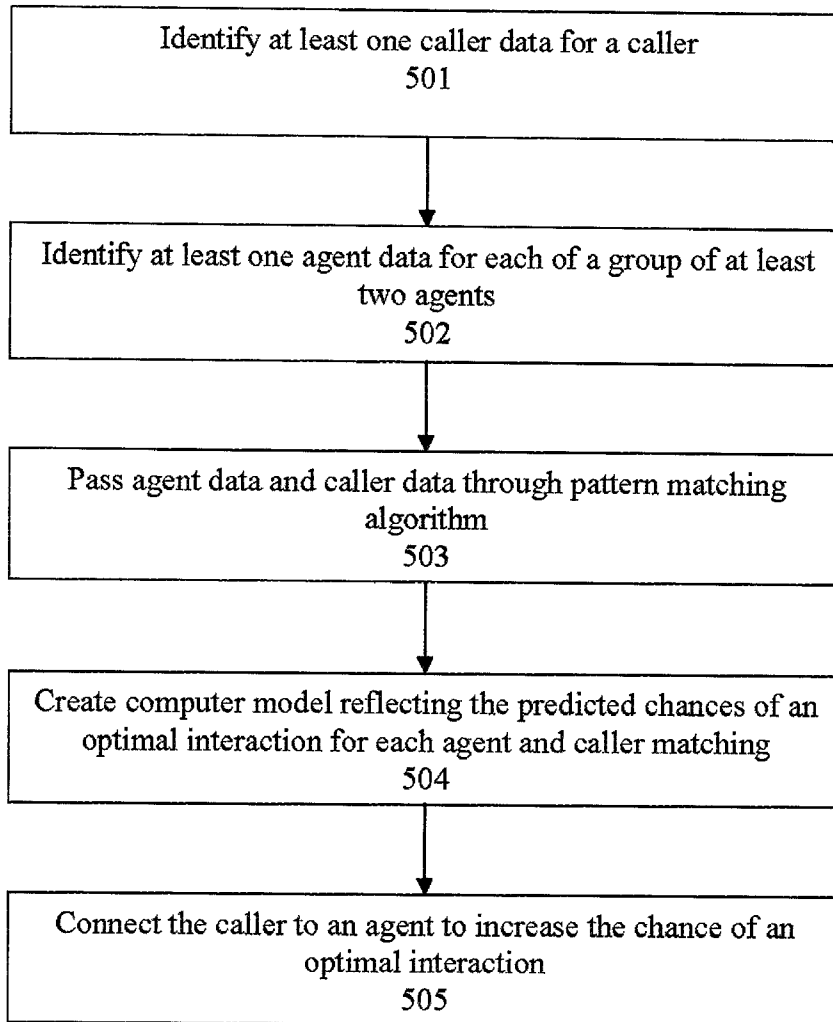 Identify at least one caller data for a caller
501
Identify at least one agent data for each of a group of at least
two agents
502
Pass agent data and caller data through pattern matching
algorithm
503
Create computer model reflecting the predicted chances of an
optimal interaction for each agent and caller matching
504
Connect the caller to an agent to increase the chance of an
optimal interaction
505